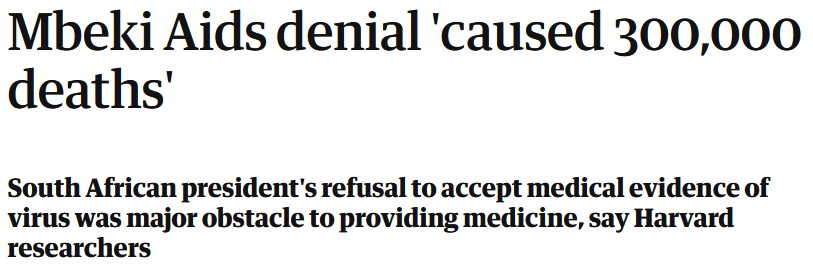 Mbeki Aids denial 'caused 300,000
deaths'
South African president's refusal to accept medical evidence of
virus was major obstacle to providing medicine, say Harvard
researchers